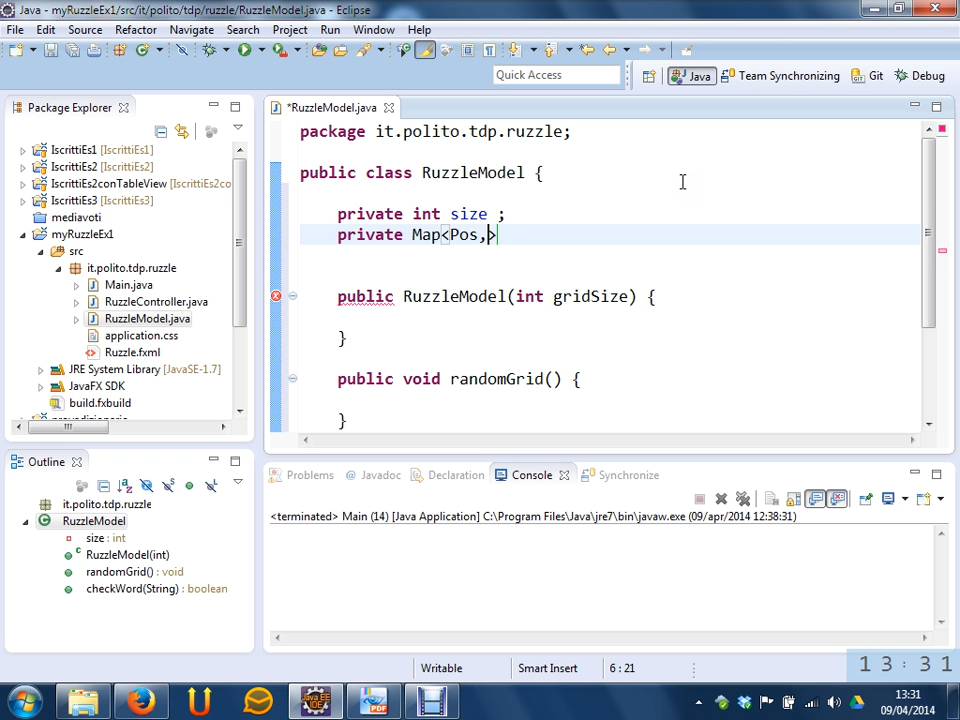 Java - myRuzzleEx1/src/it/polito/tdp/ruzzle/RuzzleModel.java - Eclipse
File Edit Source Refactor Navigate Search Project Run Window Help
Quick Access
Java Team Synchronizing Git Debug
Package Explorer
IscrittiEs1 [IscrittiEs1]
IscrittiEs2 [IscrittiEs2]
IscrittiEs2conTableView [IscrittiEs2co
IscrittiEs3 [IscrittiEs3]
mediavoti
myRuzzleEx1
src
it.polito.tdp.ruzzle
Main.java
RuzzleController.java
RuzzleModel.java
application.css
Ruzzle.fxml
JRE System Library [JavaSE-1.7]
JavaFX SDK
build.fxbuild
*RuzzleModel.java
package it.polito.tdp.ruzzle;
public class RuzzleModel {
private int size ;
private Map<Pos,>
public RuzzleModel(int gridSize) {
}
public void randomGrid() {
}
Outline
it.polito.tdp.ruzzle
RuzzleModel
size : int
RuzzleModel(int)
randomGrid() : void
checkWord(String) : boolean
Problems @ Javadoc Declaration Console Synchronize
<terminated> Main (14) [Java Application] C:\Program Files\Java\jre7\bin\javaw.exe (09/apr/2014 12:38:31)
Writable Smart Insert 6 : 21
13:31
13:31
09/04/2014